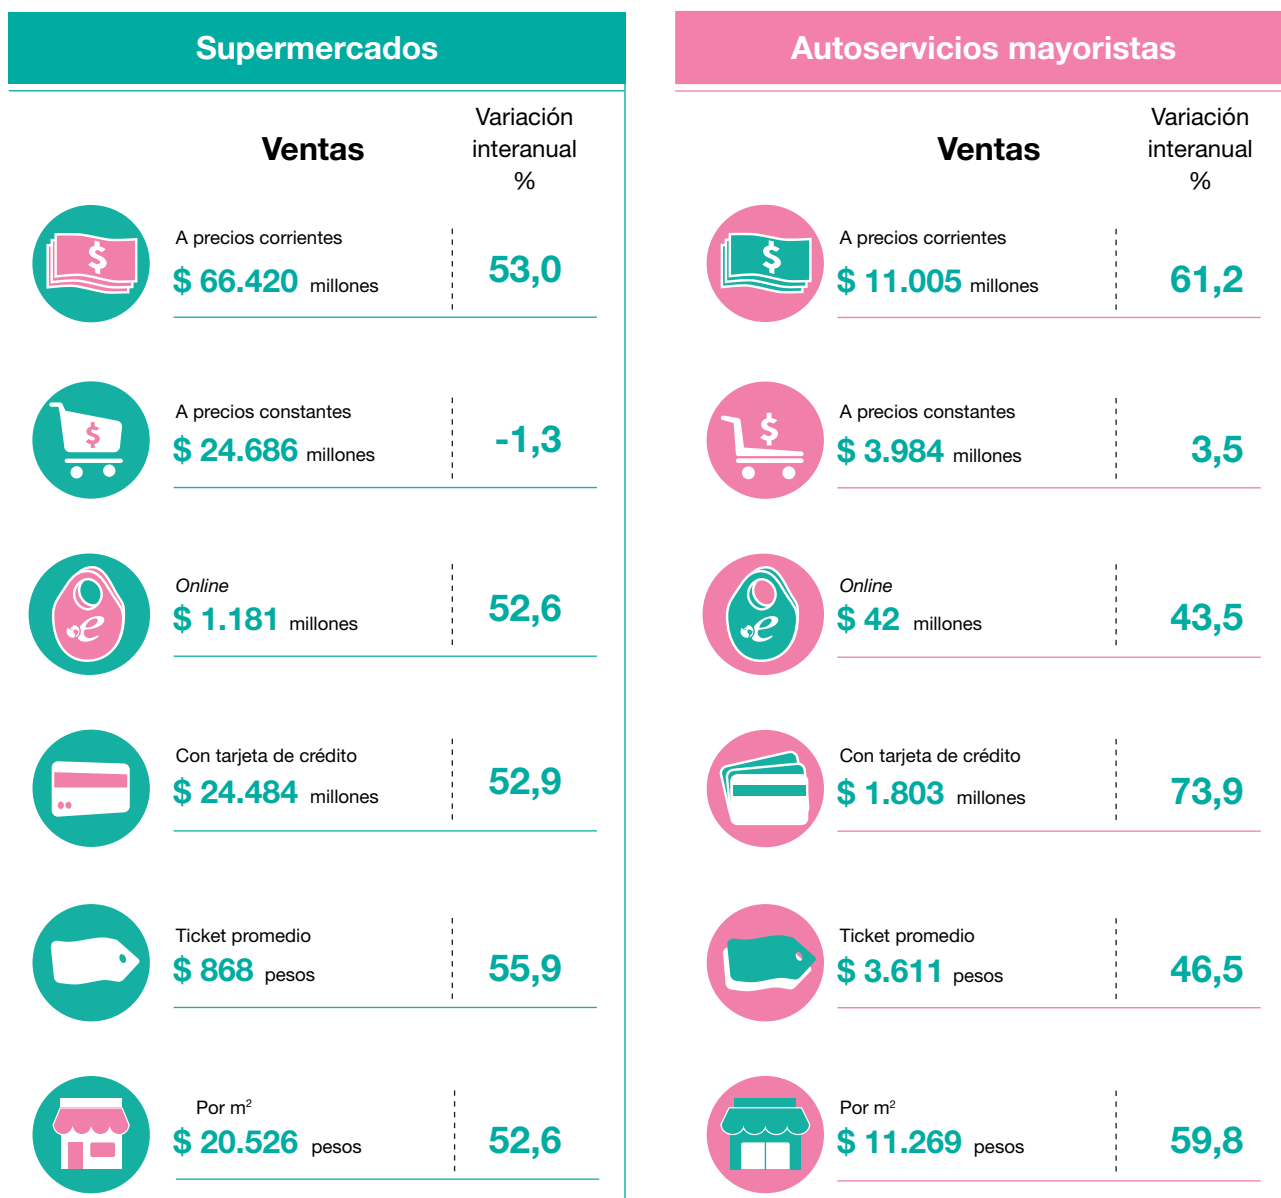 Supermercados
Ventas
Variación
interanual
%
A precios corrientes
$ 66.420 millones
53,0
A precios constantes
$ 24.686 millones
-1,3
Online
$ 1.181 millones
52,6
Con tarjeta de crédito
$ 24.484 millones
52,9
Ticket promedio
$ 868 pesos
55,9
Por m²
$ 20.526 pesos
52,6
Autoservicios mayoristas
Ventas
Variación
interanual
%
A precios corrientes
$ 11.005 millones
61,2
A precios constantes
$ 3.984 millones
3,5
Online
$ 42 millones
43,5
Con tarjeta de crédito
$ 1.803 millones
73,9
Ticket promedio
$ 3.611 pesos
46,5
Por m²
$ 11.269 pesos
59,8